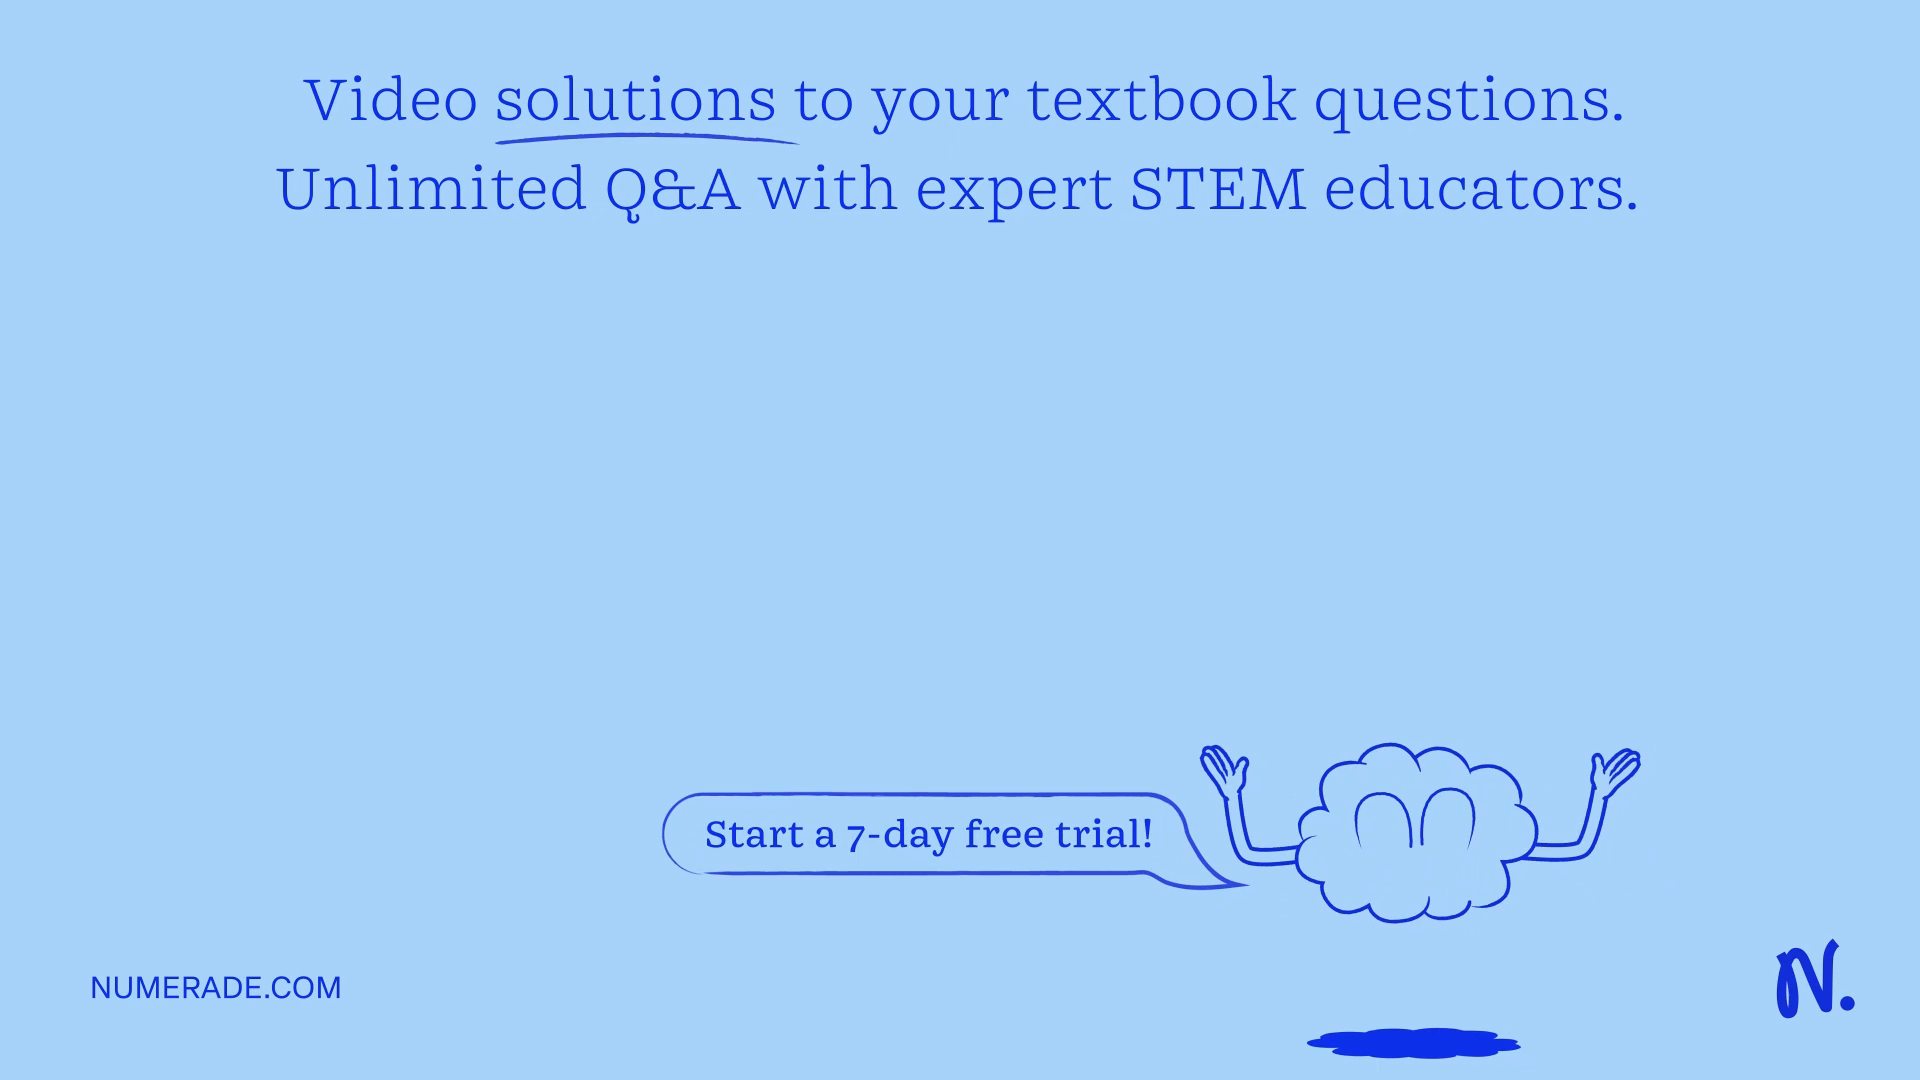 Video solutions to your textbook questions.
Unlimited Q&A with expert STEM educators.
Start a 7-day free trial!
NUMERADE.COM
N.